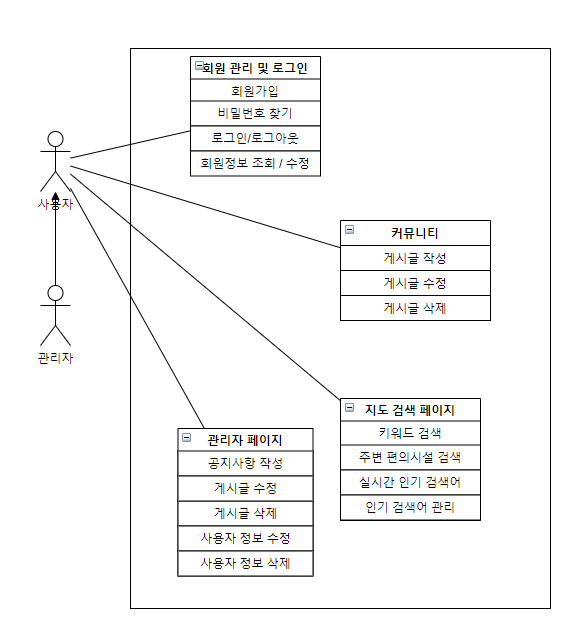 회원 관리 및 로그인
회원가입
비밀번호 찾기
로그인/로그아웃
회원정보 조회 / 수정
사용자
커뮤니티
게시글 작성
게시글 수정
게시글 삭제
관리자
지도 검색 페이지
키워드 검색
주변 편의시설 검색
실시간 인기 검색어
인기 검색어 관리
관리자 페이지
공지사항 작성
게시글 수정
게시글 삭제
사용자 정보 수정
사용자 정보 삭제